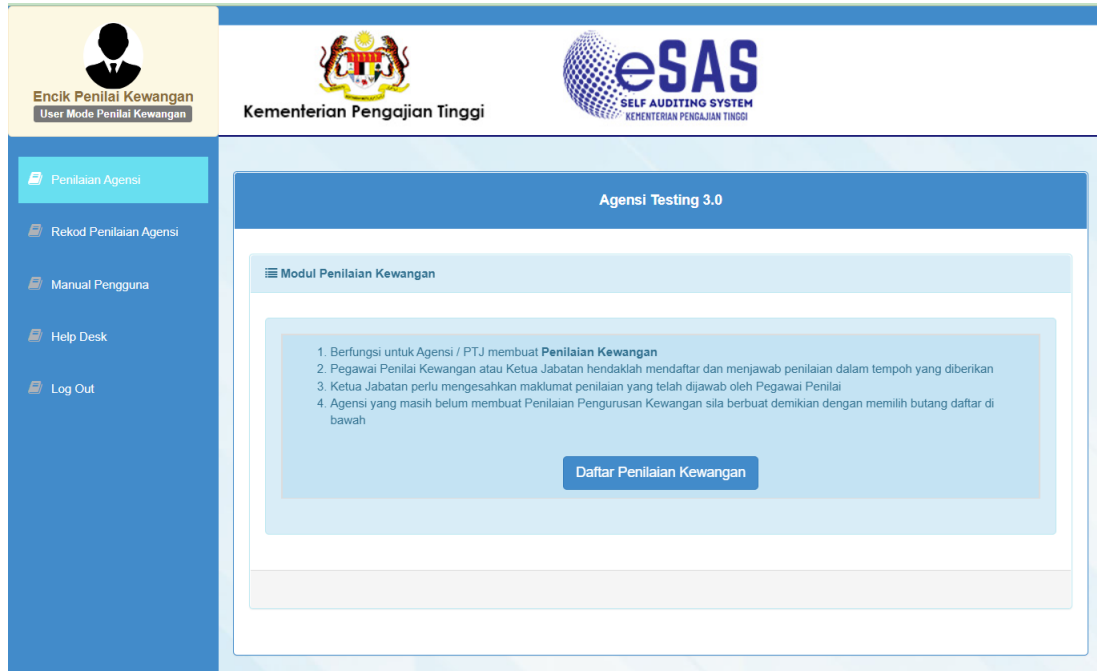 Encik Penilai Kewangan
User Mode Penilai Kewangan
Kementerian Pengajian Tinggi
eSAS
SELF AUDITING SYSTEM
KEMENTERIAN PENGAJIAN TINGGI
Penilaian Agensi
Rekod Penilaian Agensi
Manual Pengguna
Help Desk
Log Out
Agensi Testing 3.0
Modul Penilaian Kewangan
1. Berfungsi untuk Agensi / PTJ membuat Penilaian Kewangan
2. Pegawai Penilai Kewangan atau Ketua Jabatan hendaklah mendaftar dan menjawab penilaian dalam tempoh yang diberikan
3. Ketua Jabatan perlu mengesahkan maklumat penilaian yang telah dijawab oleh Pegawai Penilai
4. Agensi yang masih belum membuat Penilaian Pengurusan Kewangan sila berbuat demikian dengan memilih butang daftar di
bawah
Daftar Penilaian Kewangan